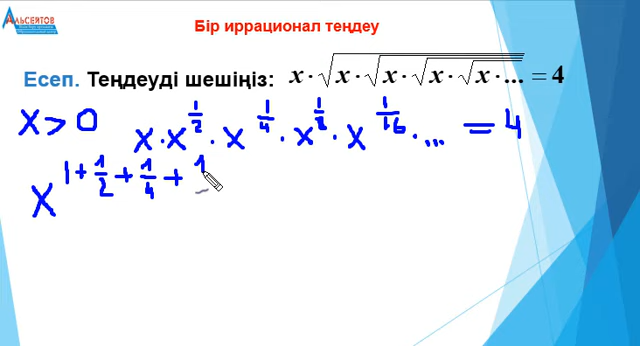 АЛЬСЕИТОВ
Бір иррационал теңдеу
Есеп. Теңдеуді шешіңіз: x·√(x·√(x·√(x·√(x·...)))) = 4
x > 0 x · x^(1/2) · x^(1/4) · x^(1/8) · x^(1/16) · ... = 4
x^(1 + 1/2 + 1/4 + 1